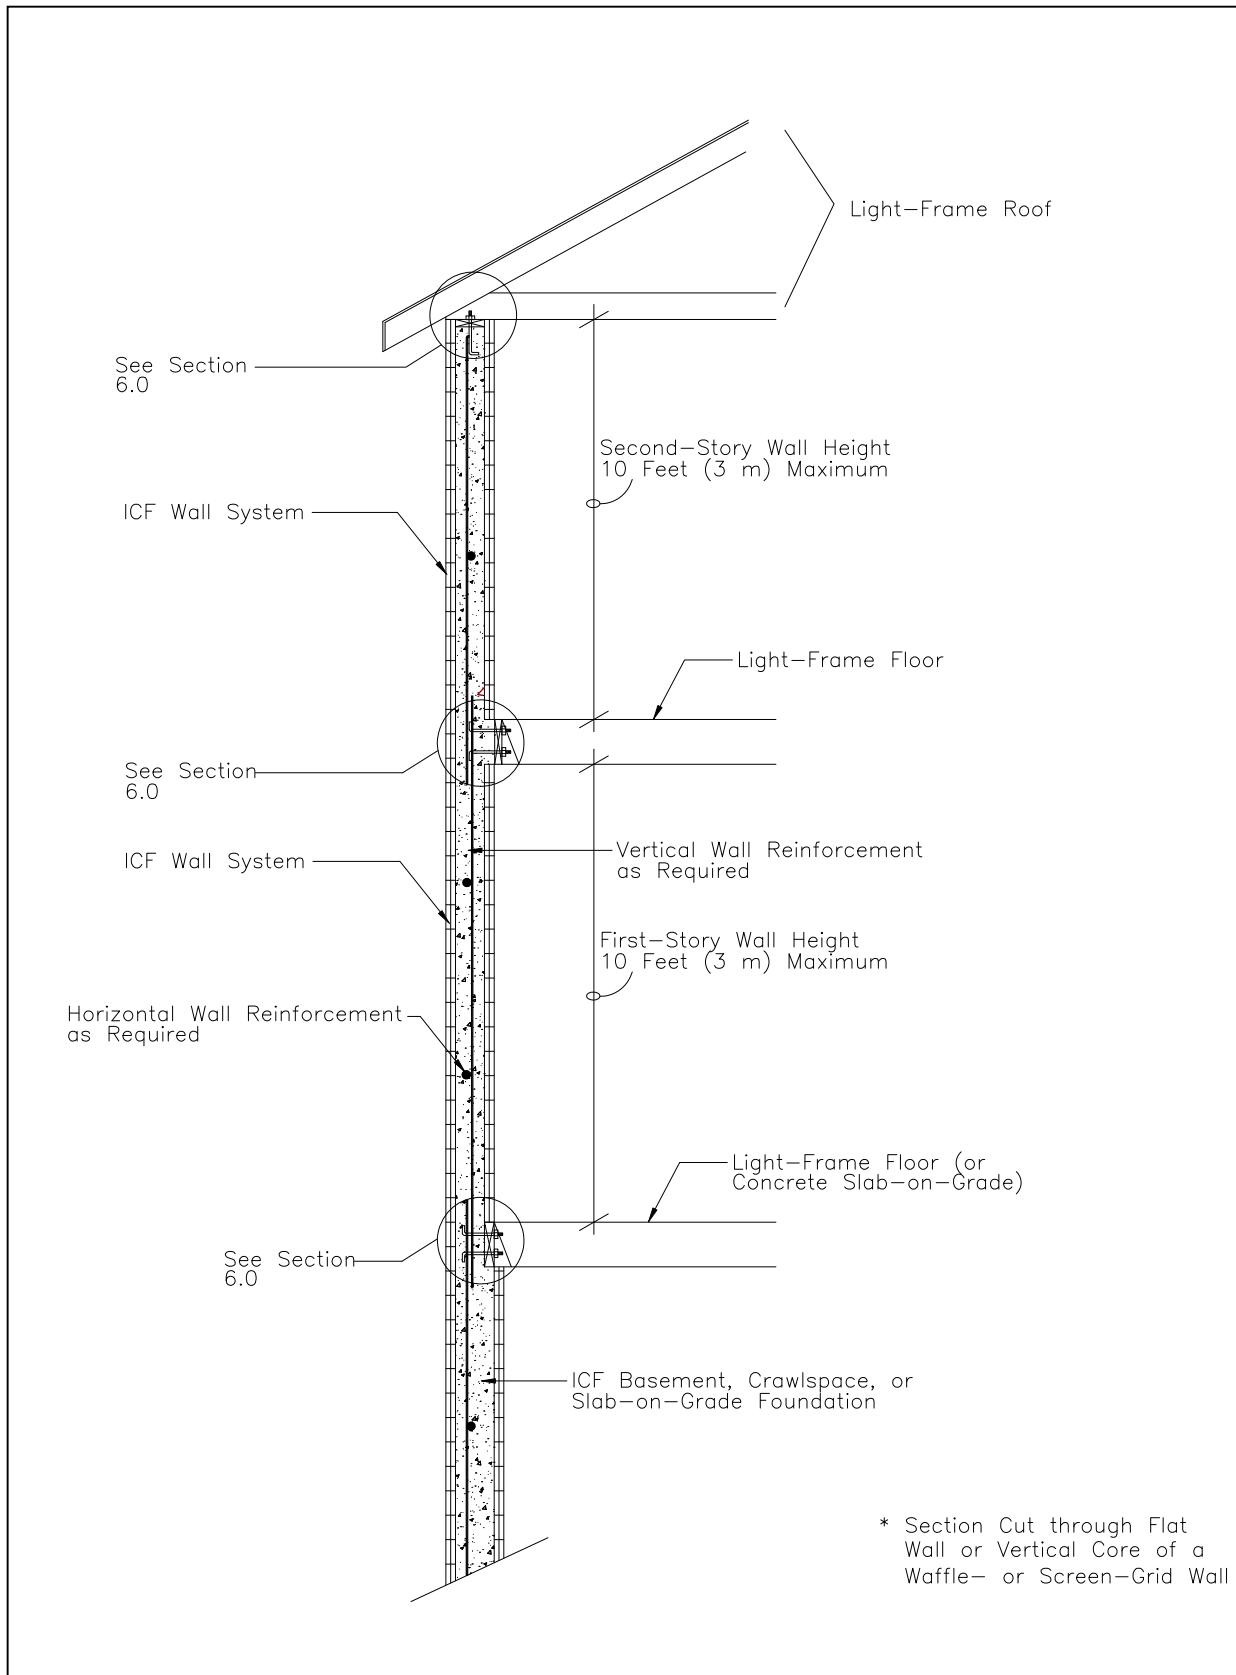 Light-Frame Roof
See Section
6.0
Second-Story Wall Height
10 Feet (3 m) Maximum
ICF Wall System
Light-Frame Floor
See Section
6.0
Vertical Wall Reinforcement
as Required
ICF Wall System
First-Story Wall Height
10 Feet (3 m) Maximum
Horizontal Wall Reinforcement
as Required
Light-Frame Floor (or
Concrete Slab-on-Grade)
See Section
6.0
ICF Basement, Crawlspace, or
Slab-on-Grade Foundation
* Section Cut through Flat
Wall or Vertical Core of a
Waffle- or Screen-Grid Wall